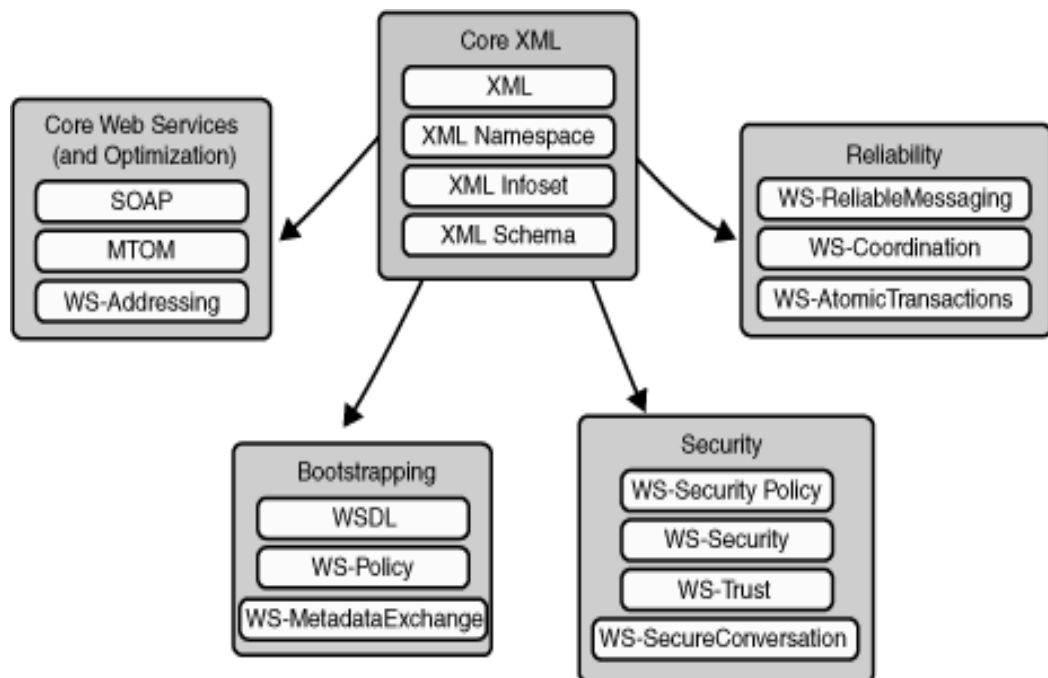 Core XML
XML
XML Namespace
XML Infoset
XML Schema
Core Web Services
(and Optimization)
SOAP
MTOM
WS-Addressing
Reliability
WS-ReliableMessaging
WS-Coordination
WS-AtomicTransactions
Bootstrapping
WSDL
WS-Policy
WS-MetadataExchange
Security
WS-Security Policy
WS-Security
WS-Trust
WS-SecureConversation